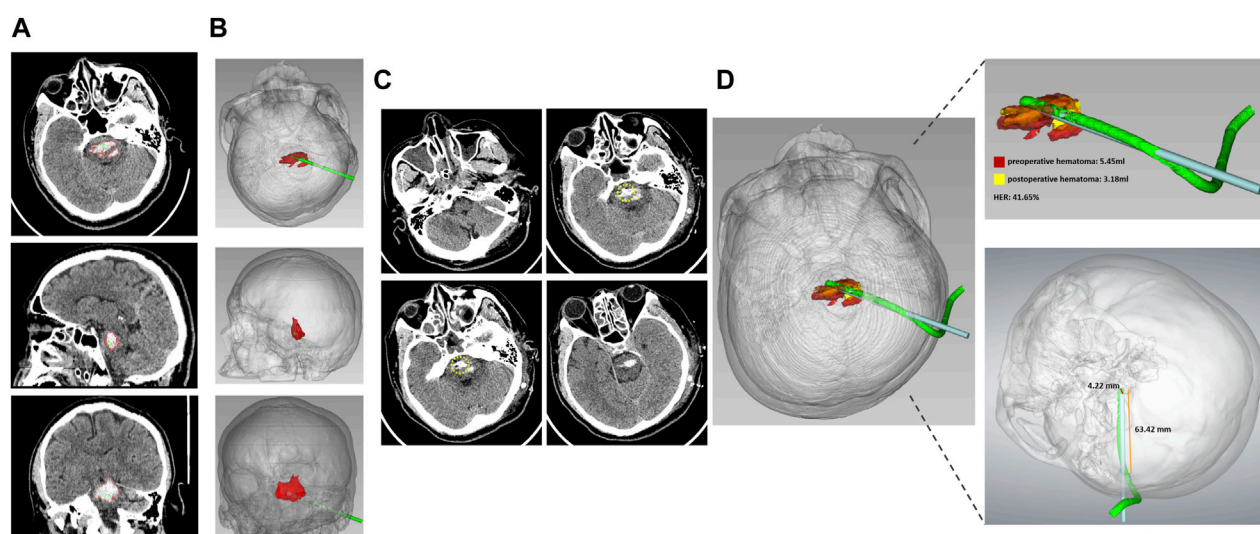 A
B
C
D
preoperative hematoma: 5.45ml
postoperative hematoma: 3.18ml
HER: 41.65%
4.22 mm
63.42 mm